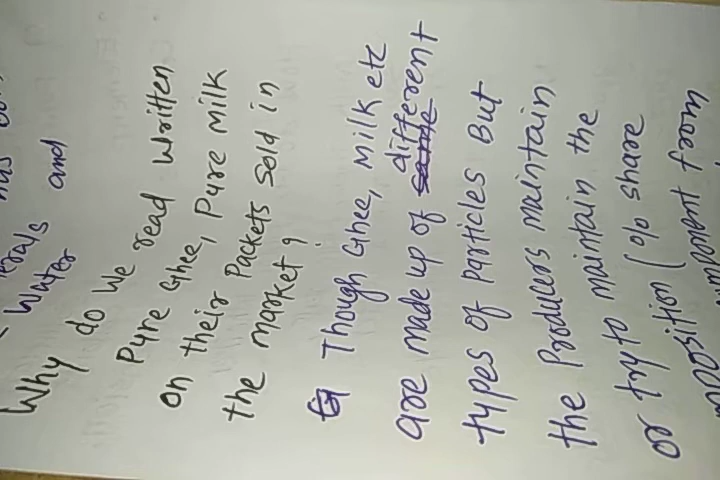 Water and
Why do We read Written
Pure Ghee, Pure Milk
on their Packets Sold in
the market?
Though Ghee, Milk etc
are made up of different
types of particles But
the Producers maintain
or try to maintain the
(% share
from